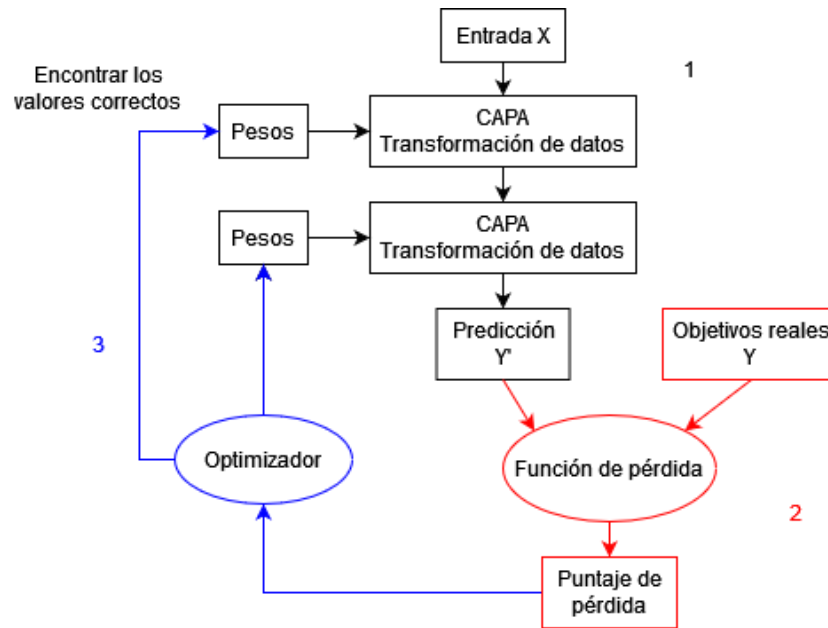 Entrada X
1
Encontrar los
valores correctos
Pesos
CAPA
Transformación de datos
Pesos
CAPA
Transformación de datos
Predicción
Y'
Objetivos reales
Y
3
Optimizador
Función de pérdida
2
Puntaje de
pérdida